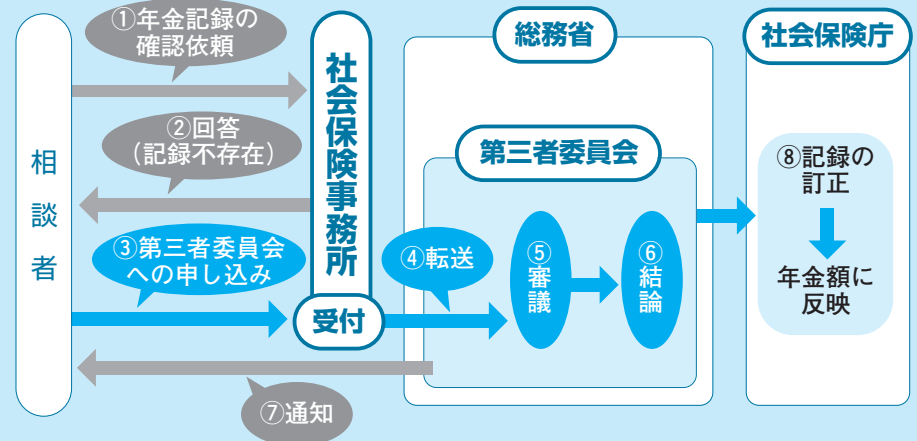 ①年金記録の
確認依頼
②回答
（記録不存在）
③第三者委員会
への申し込み
相談者
社会保険事務所
受付
④転送
総務省
第三者委員会
⑤審議
⑥結論
⑦通知
社会保険庁
⑧記録の
訂正
年金額に
反映